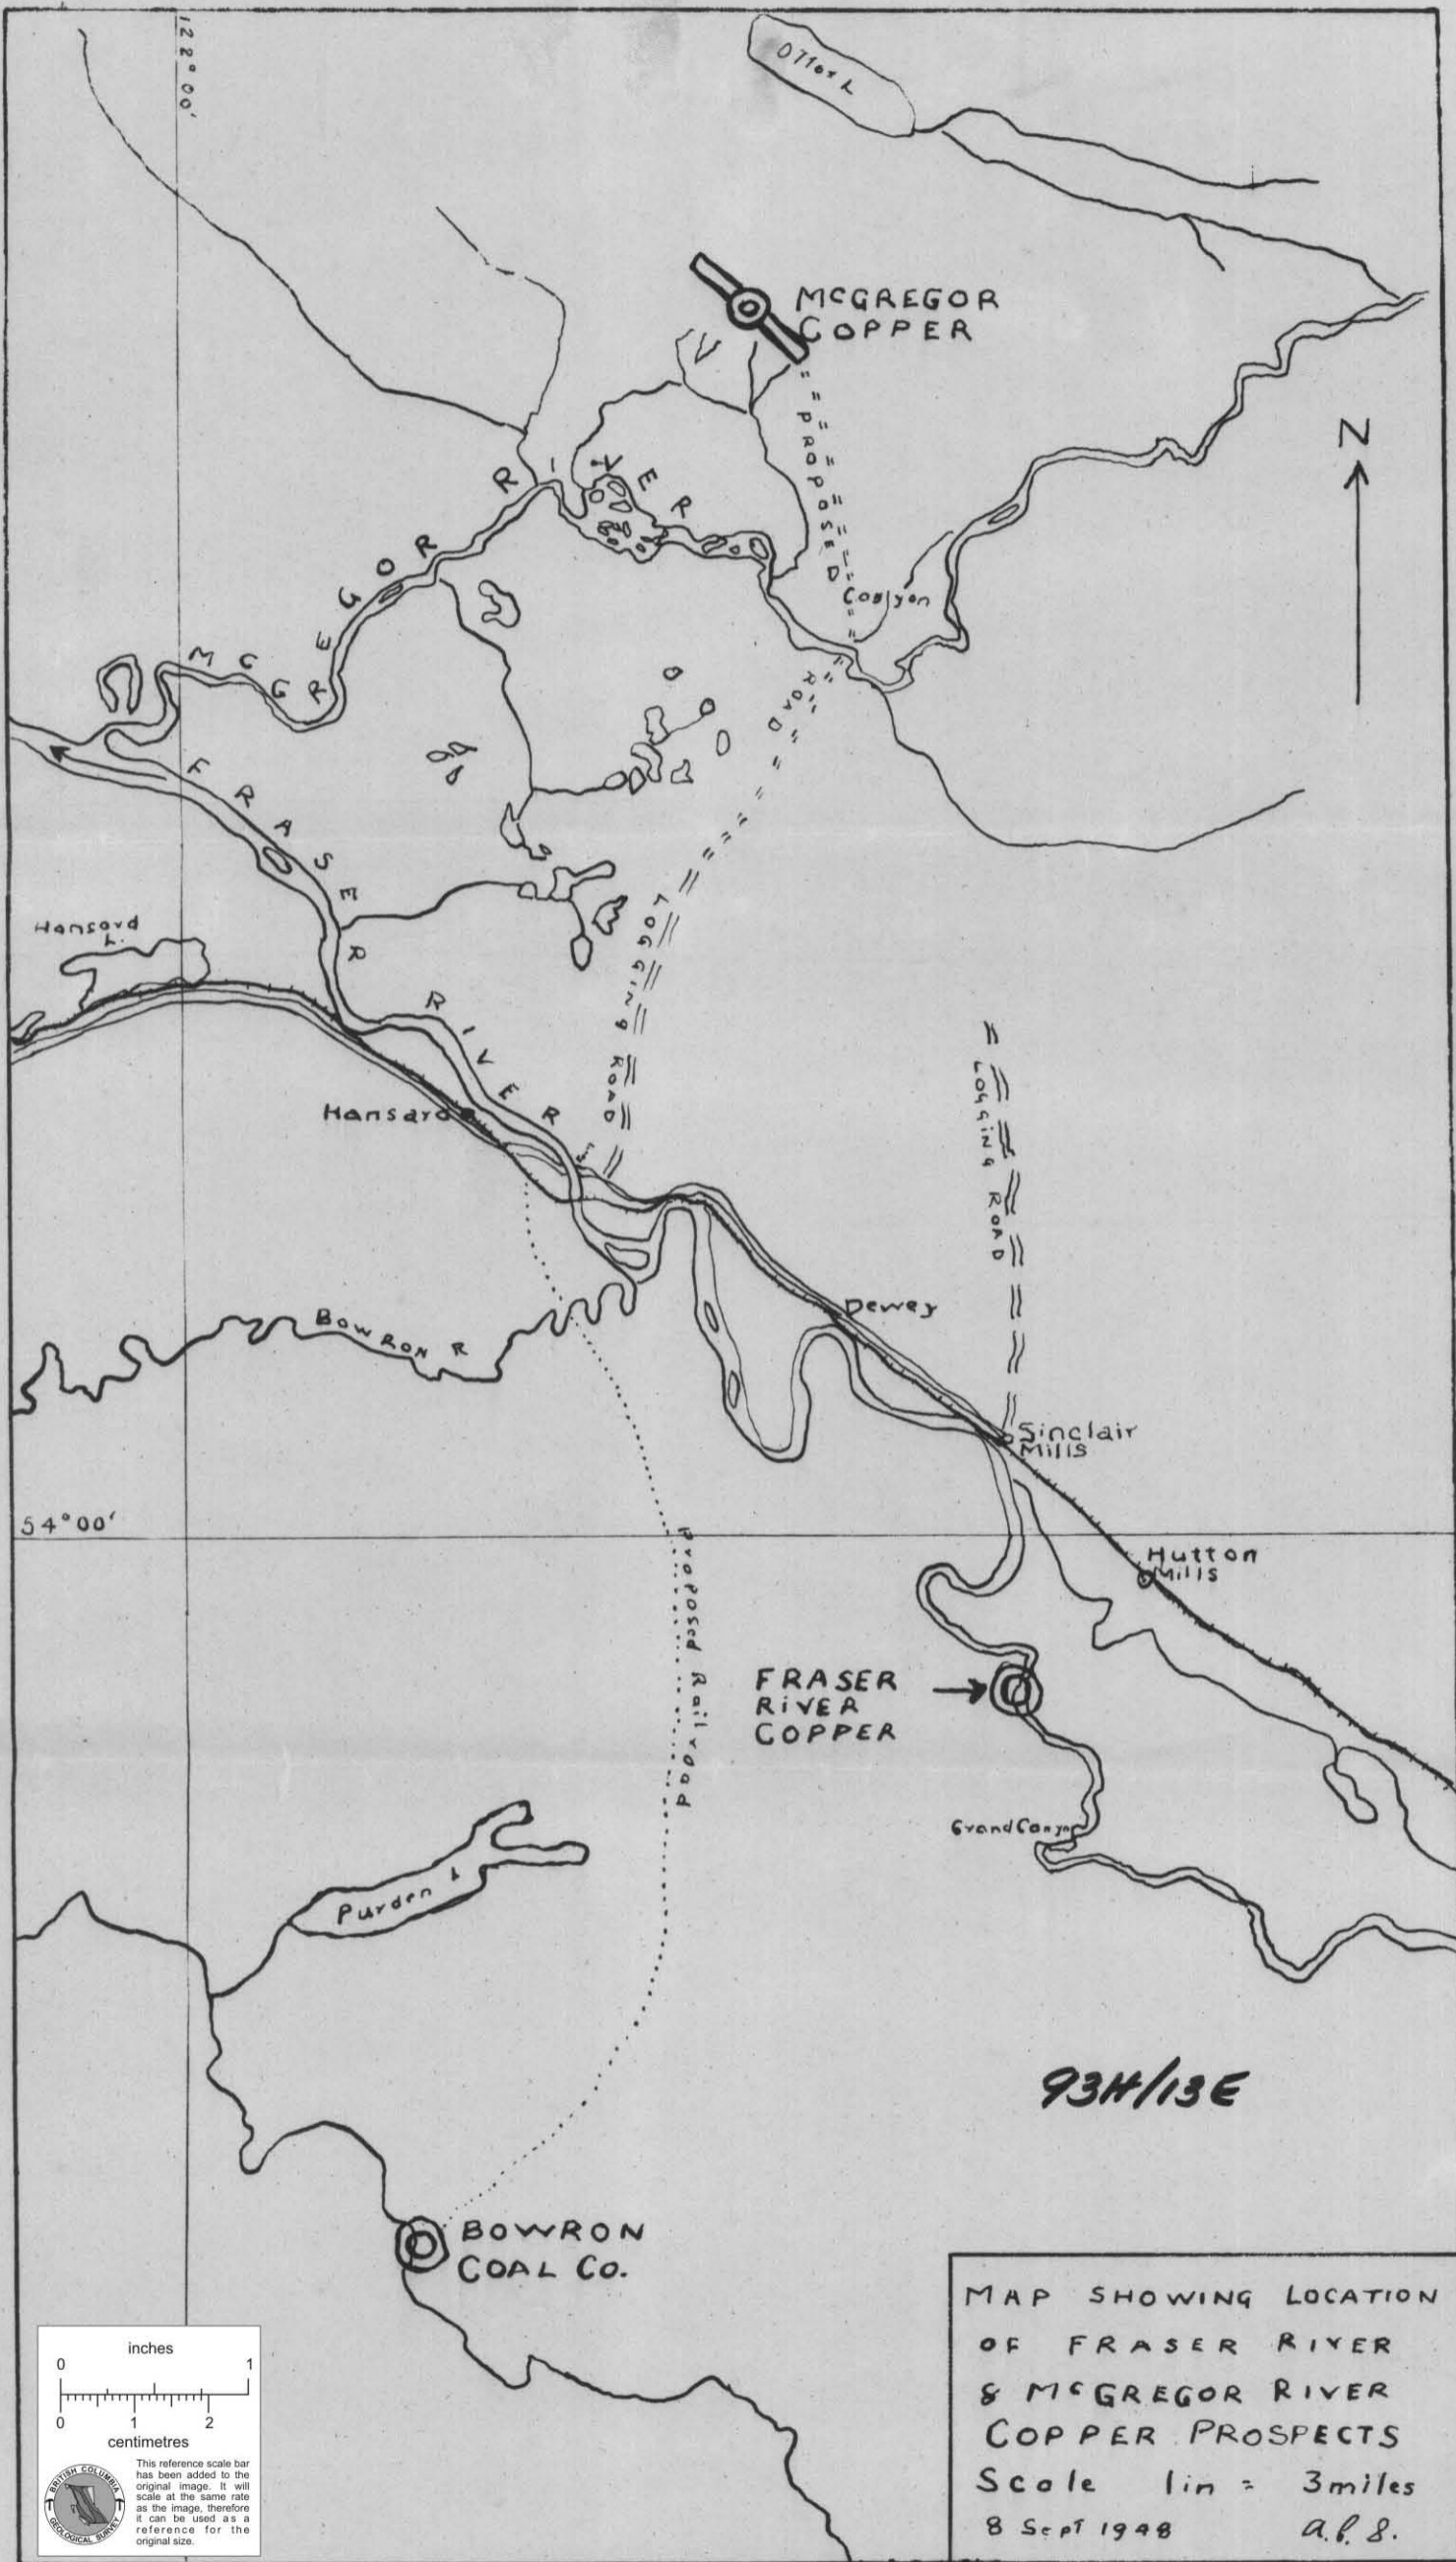 122°00'
Otter L
McGREGOR
COPPER
PROPOSED
ROAD
N
McGREGOR RIVER
Canyon
FRASER RIVER
Hansard
L.
LOGGING ROAD
Hansard
LOGGING ROAD
Dewey
BOWRON R
Sinclair
Mills
54°00'
Hutton
Mills
Proposed Railroad
FRASER
RIVER
COPPER
Grand Canyon
Purden L
93H/13E
BOWRON
COAL CO.
MAP SHOWING LOCATION
OF FRASER RIVER
& McGREGOR RIVER
COPPER PROSPECTS
Scale 1in = 3miles
8 Sept 1948
inches
0 1
0 1 2
centimetres
This reference scale bar
has been added to the
original image. It will
scale at the same rate
as the image, therefore
it can be used as a
reference for the
original size.
BRITISH COLUMBIA
GEOLOGICAL SURVEY